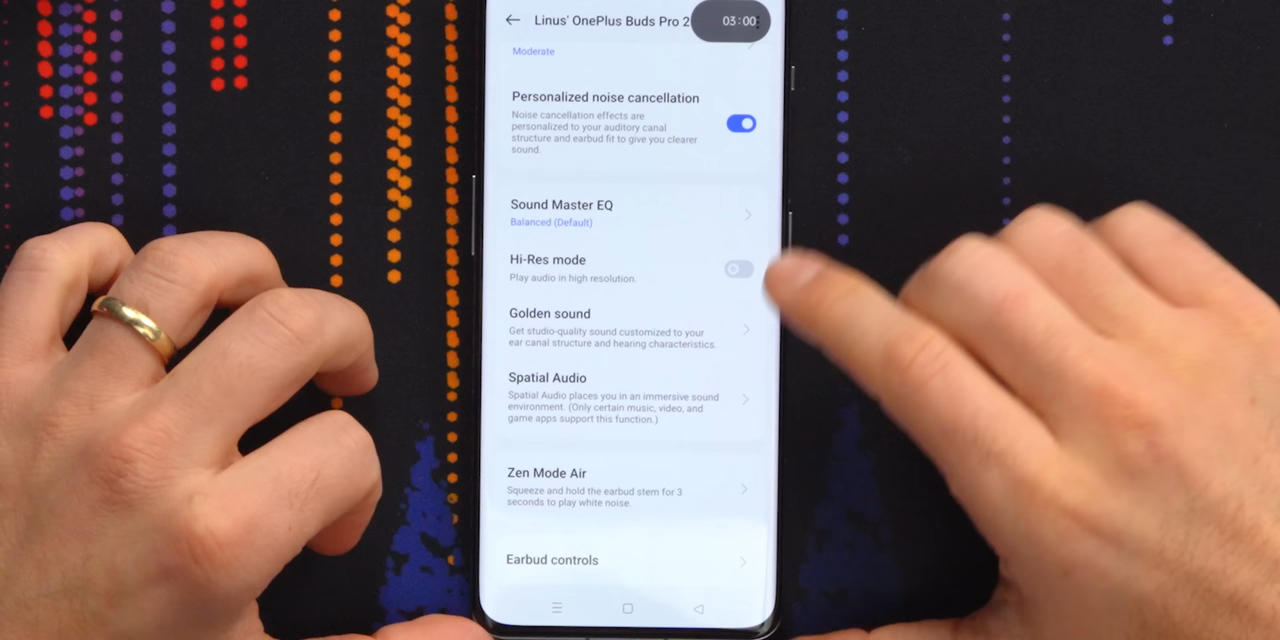 Linus' OnePlus Buds Pro 2
03:00
Moderate
Personalized noise cancellation
Noise cancellation effects are
personalized to your auditory canal
structure and earbud fit to give you clearer
sound.
Sound Master EQ
Balanced (Default)
Hi-Res mode
Play audio in high resolution.
Golden sound
Get studio-quality sound customized to your
ear canal structure and hearing characteristics.
Spatial Audio
Spatial Audio places you in an immersive sound
environment. (Only certain music, video, and
game apps support this function.)
Zen Mode Air
Squeeze and hold the earbud stem for 3
seconds to play white noise.
Earbud controls